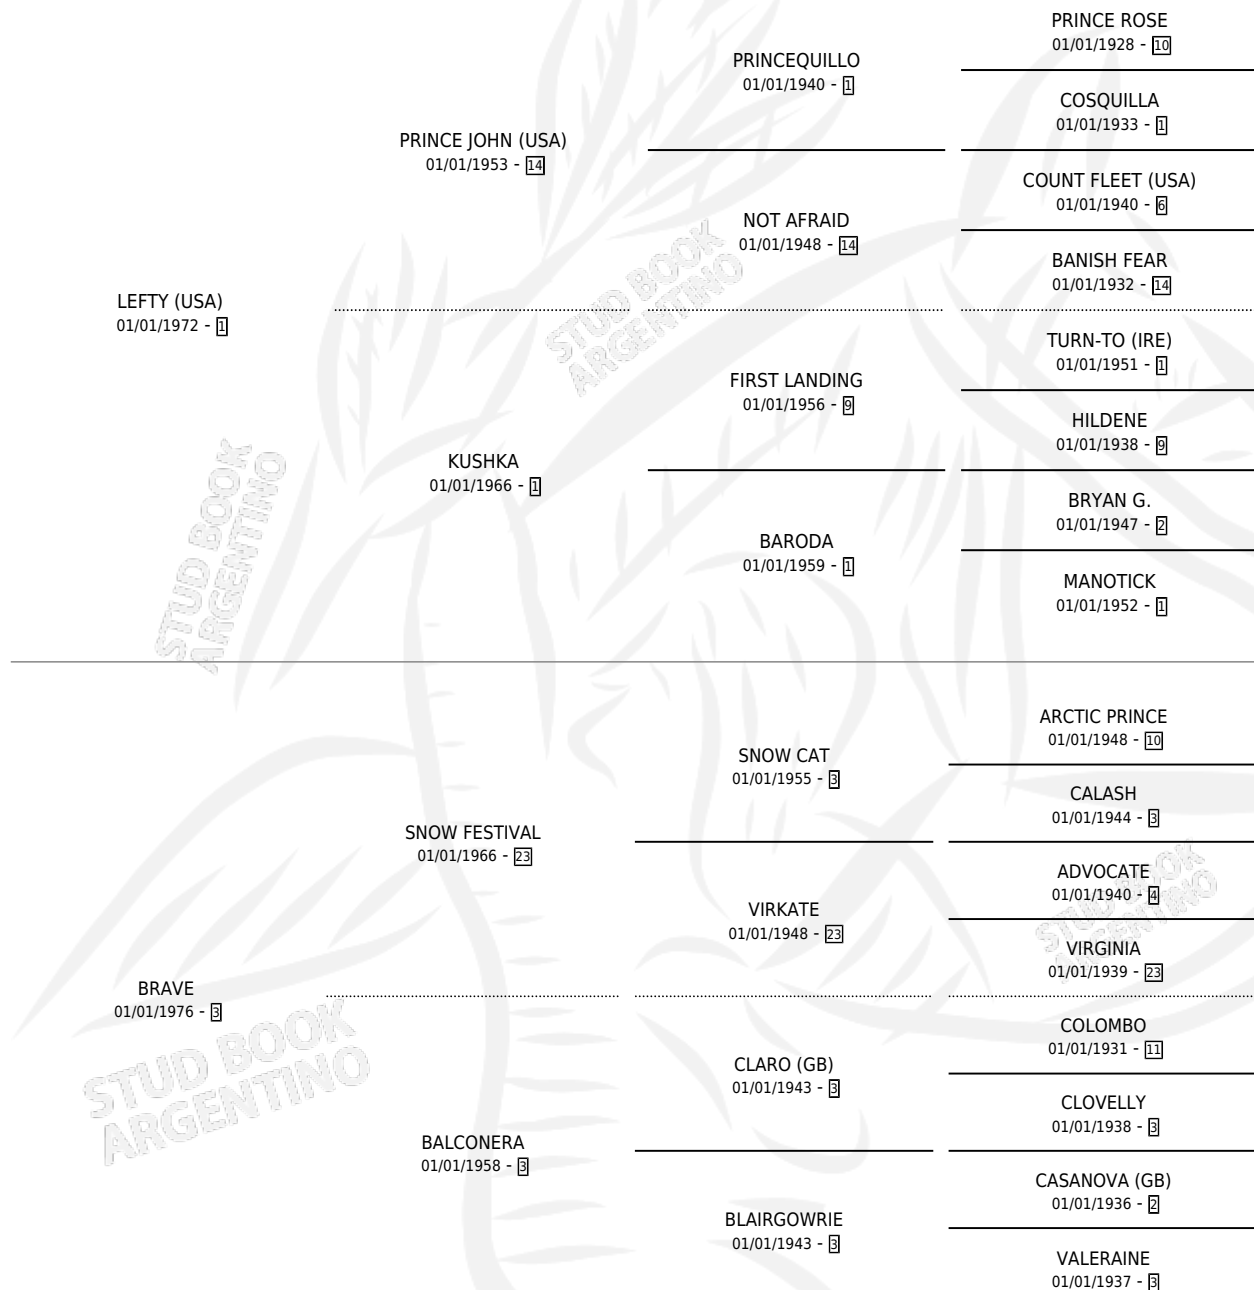 PRINCE ROSE
01/01/1928 - 10
PRINCEQUILLO
01/01/1940 - 1
COSQUILLA
01/01/1933 - 1
PRINCE JOHN (USA)
01/01/1953 - 14
COUNT FLEET (USA)
01/01/1940 - 6
NOT AFRAID
01/01/1948 - 14
BANISH FEAR
01/01/1932 - 14
LEFTY (USA)
01/01/1972 - 1
STUD BOOK
ARGENTINO
TURN-TO (IRE)
01/01/1951 - 1
FIRST LANDING
01/01/1956 - 9
HILDENE
01/01/1938 - 9
KUSHKA
01/01/1966 - 1
BRYAN G.
01/01/1947 - 2
BARODA
01/01/1959 - 1
MANOTICK
01/01/1952 - 1
STUD BOOK
ARGENTINO
ARCTIC PRINCE
01/01/1948 - 10
SNOW CAT
01/01/1955 - 3
CALASH
01/01/1944 - 3
SNOW FESTIVAL
01/01/1966 - 23
ADVOCATE
01/01/1940 - 4
VIRKATE
01/01/1948 - 23
STUD BOOK
ARGENTINO
VIRGINIA
01/01/1939 - 23
BRAVE
01/01/1976 - 3
COLOMBO
01/01/1931 - 11
CLARO (GB)
01/01/1943 - 3
CLOVELLY
01/01/1938 - 3
STUD BOOK
ARGENTINO
BALCONERA
01/01/1958 - 3
CASANOVA (GB)
01/01/1936 - 2
BLAIRGOWRIE
01/01/1943 - 3
VALERAINE
01/01/1937 - 3